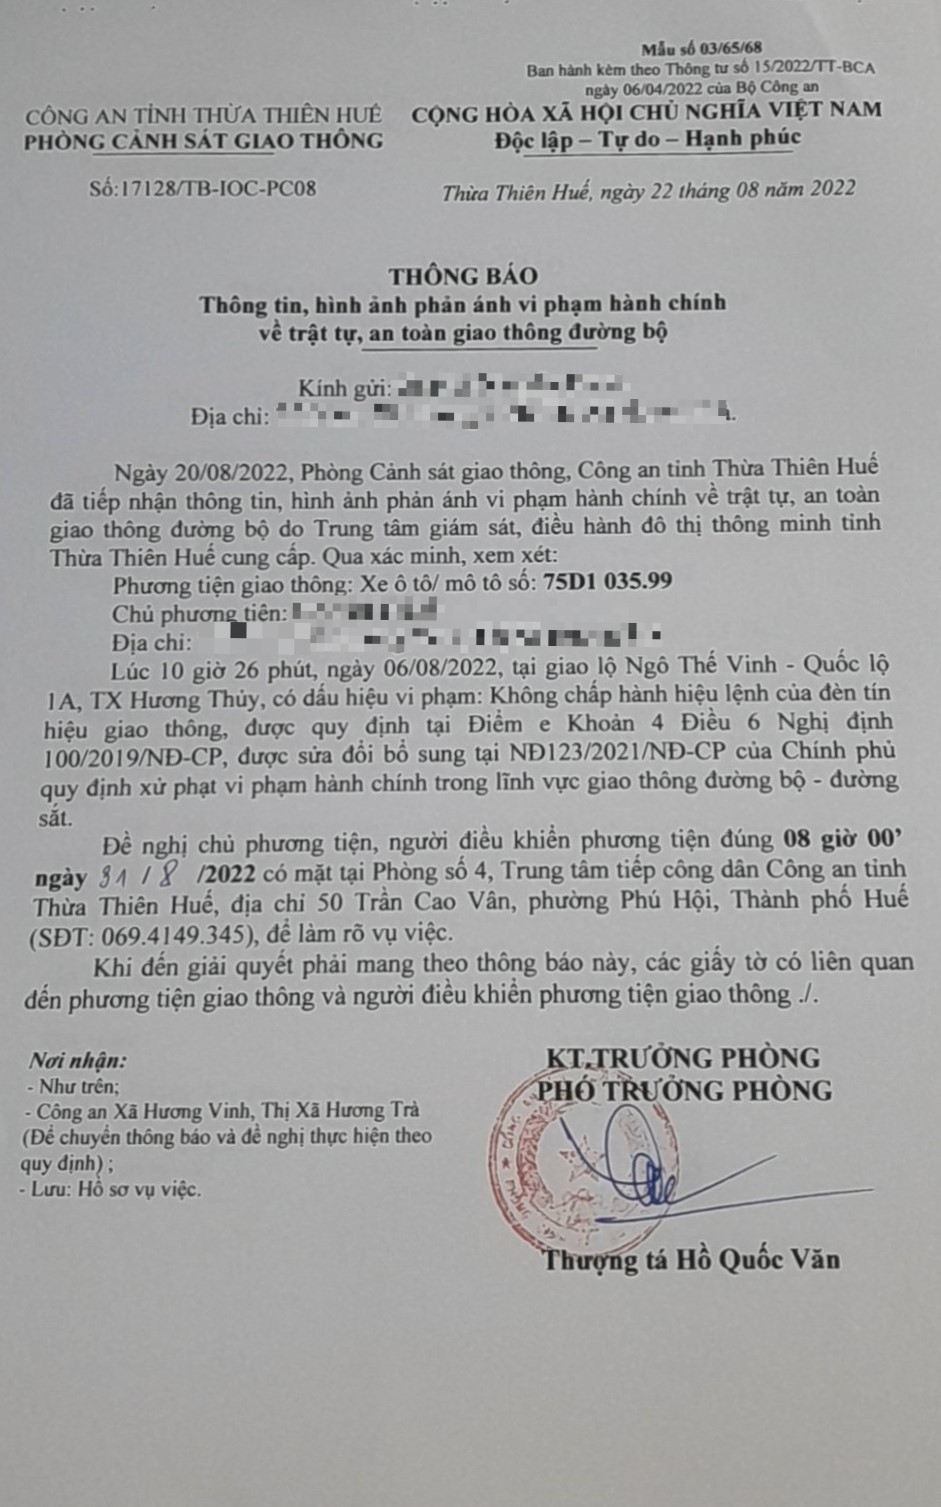 Mẫu số 03/65/68
Ban hành kèm theo Thông tư số 15/2022/TT-BCA
ngày 06/04/2022 của Bộ Công an
CÔNG AN TỈNH THỪA THIÊN HUẾ
PHÒNG CẢNH SÁT GIAO THÔNG
CỘNG HÒA XÃ HỘI CHỦ NGHĨA VIỆT NAM
Độc lập – Tự do – Hạnh phúc
Số:17128/TB-IOC-PC08
Thừa Thiên Huế, ngày 22 tháng 08 năm 2022
THÔNG BÁO
Thông tin, hình ảnh phản ánh vi phạm hành chính
về trật tự, an toàn giao thông đường bộ
Kính gửi:
Địa chỉ:
Ngày 20/08/2022, Phòng Cảnh sát giao thông, Công an tỉnh Thừa Thiên Huế
đã tiếp nhận thông tin, hình ảnh phản ánh vi phạm hành chính về trật tự, an toàn
giao thông đường bộ do Trung tâm giám sát, điều hành đô thị thông minh tỉnh
Thừa Thiên Huế cung cấp. Qua xác minh, xem xét:
Phương tiện giao thông: Xe ô tô/ mô tô số: 75D1 035.99
Chủ phương tiện:
Địa chỉ:
Lúc 10 giờ 26 phút, ngày 06/08/2022, tại giao lộ Ngô Thế Vinh - Quốc lộ
1A, TX Hương Thủy, có dấu hiệu vi phạm: Không chấp hành hiệu lệnh của đèn tín
hiệu giao thông, được quy định tại Điểm e Khoản 4 Điều 6 Nghị định
100/2019/NĐ-CP, được sửa đổi bổ sung tại NĐ123/2021/NĐ-CP của Chính phủ
quy định xử phạt vi phạm hành chính trong lĩnh vực giao thông đường bộ - đường
sắt.
Đề nghị chủ phương tiện, người điều khiển phương tiện đúng 08 giờ 00’
ngày 31 / 8 /2022 có mặt tại Phòng số 4, Trung tâm tiếp công dân Công an tỉnh
Thừa Thiên Huế, địa chỉ 50 Trần Cao Vân, phường Phú Hội, Thành phố Huế
(SĐT: 069.4149.345), để làm rõ vụ việc.
Khi đến giải quyết phải mang theo thông báo này, các giấy tờ có liên quan
đến phương tiện giao thông và người điều khiển phương tiện giao thông ./.
Nơi nhận:
- Như trên;
- Công an Xã Hương Vinh, Thị Xã Hương Trà
(Để chuyển thông báo và đề nghị thực hiện theo
quy định) ;
- Lưu: Hồ sơ vụ việc.
KT.TRƯỞNG PHÒNG
PHÓ TRƯỞNG PHÒNG
Thượng tá Hồ Quốc Văn